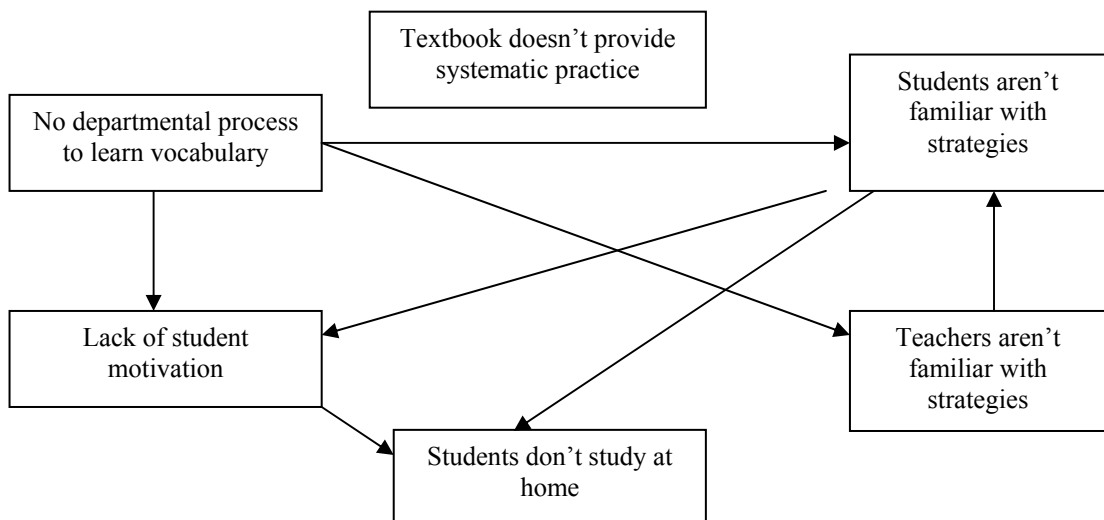 Textbook doesn’t provide
systematic practice
Students aren’t
familiar with
strategies
No departmental process
to learn vocabulary
Lack of student
motivation
Teachers aren’t
familiar with
strategies
Students don’t study at
home